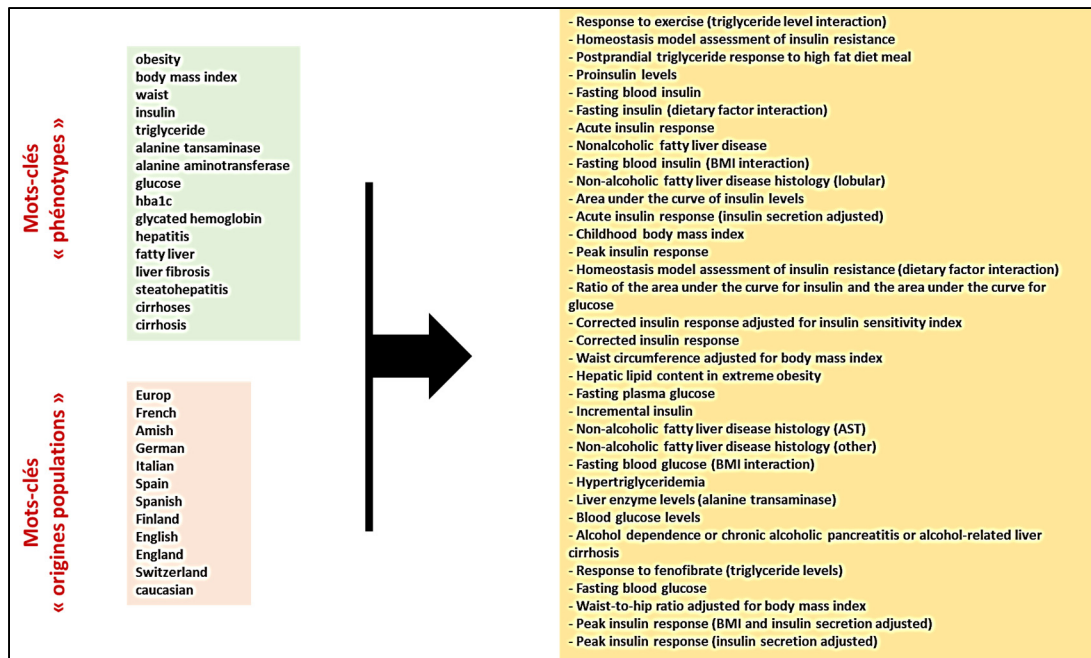 Mots-clés
« phénotypes »
obesity
body mass index
waist
insulin
triglyceride
alanine tansaminase
alanine aminotransferase
glucose
hba1c
glycated hemoglobin
hepatitis
fatty liver
liver fibrosis
steatohepatitis
cirrhoses
cirrhosis
Mots-clés
« origines populations »
Europ
French
Amish
German
Italian
Spain
Spanish
Finland
English
England
Switzerland
caucasian
- Response to exercise (triglyceride level interaction)
- Homeostasis model assessment of insulin resistance
- Postprandial triglyceride response to high fat diet meal
- Proinsulin levels
- Fasting blood insulin
- Fasting insulin (dietary factor interaction)
- Acute insulin response
- Nonalcoholic fatty liver disease
- Fasting blood insulin (BMI interaction)
- Non-alcoholic fatty liver disease histology (lobular)
- Area under the curve of insulin levels
- Acute insulin response (insulin secretion adjusted)
- Childhood body mass index
- Peak insulin response
- Homeostasis model assessment of insulin resistance (dietary factor interaction)
- Ratio of the area under the curve for insulin and the area under the curve for
glucose
- Corrected insulin response adjusted for insulin sensitivity index
- Corrected insulin response
- Waist circumference adjusted for body mass index
- Hepatic lipid content in extreme obesity
- Fasting plasma glucose
- Incremental insulin
- Non-alcoholic fatty liver disease histology (AST)
- Non-alcoholic fatty liver disease histology (other)
- Fasting blood glucose (BMI interaction)
- Hypertriglyceridemia
- Liver enzyme levels (alanine transaminase)
- Blood glucose levels
- Alcohol dependence or chronic alcoholic pancreatitis or alcohol-related liver
cirrhosis
- Response to fenofibrate (triglyceride levels)
- Fasting blood glucose
- Waist-to-hip ratio adjusted for body mass index
- Peak insulin response (BMI and insulin secretion adjusted)
- Peak insulin response (insulin secretion adjusted)